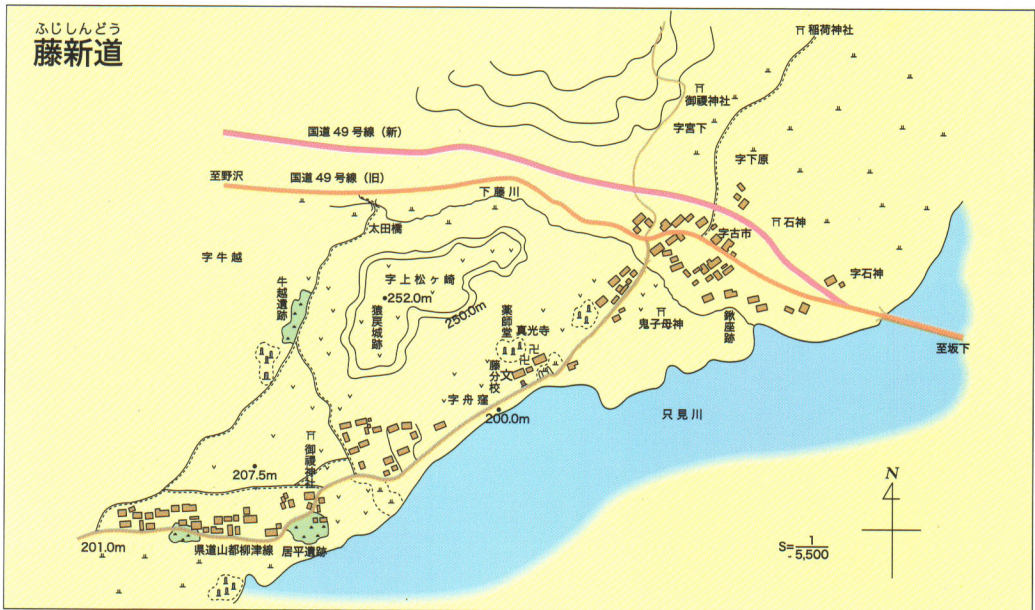 ふじしんどう
藤新道
稲荷神社
御稷神社
字宮下
国道49号線（新）
字下原
至野沢
国道49号線（旧）
下藤川
石神
太田橋
字古市
字牛越
字上松ヶ崎
字石神
牛越遺跡
252.0m
猿戻城跡
250.0m
薬師堂
真光寺
鬼子母神
鍬座跡
至坂下
藤分校
文
字舟窪
200.0m
只見川
御稷神社
207.5m
N
201.0m
県道山都柳津線
居平遺跡
S=1/5,500